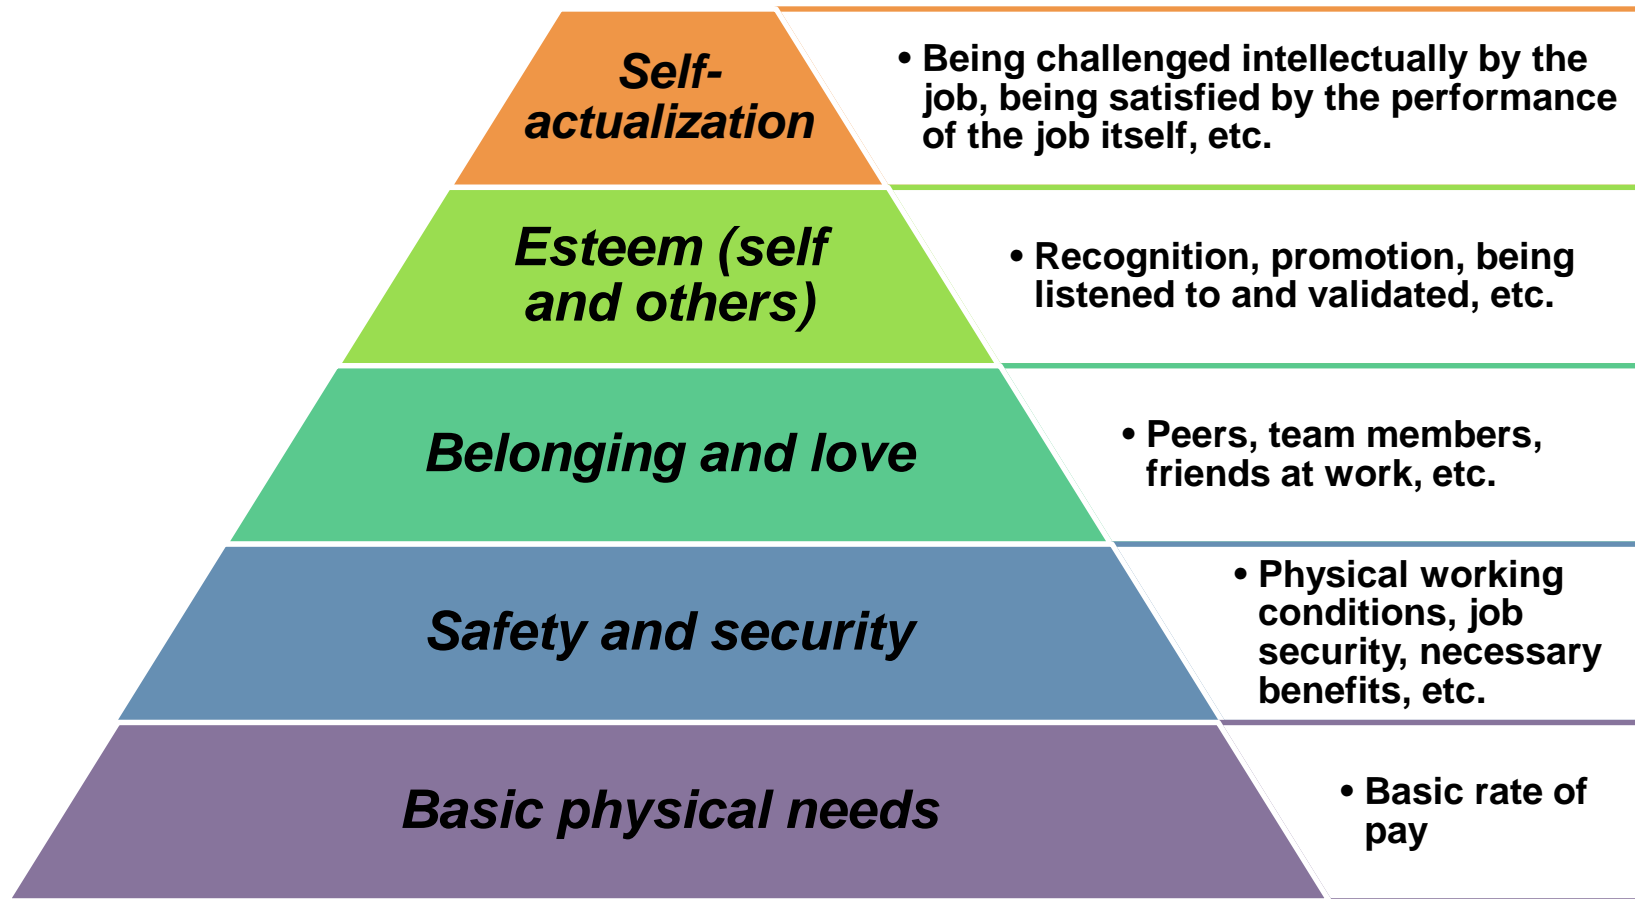 Self-
actualization
• Being challenged intellectually by the
job, being satisfied by the performance
of the job itself, etc.
Esteem (self
and others)
• Recognition, promotion, being
listened to and validated, etc.
Belonging and love
• Peers, team members,
friends at work, etc.
Safety and security
• Physical working
conditions, job
security, necessary
benefits, etc.
Basic physical needs
• Basic rate of
pay